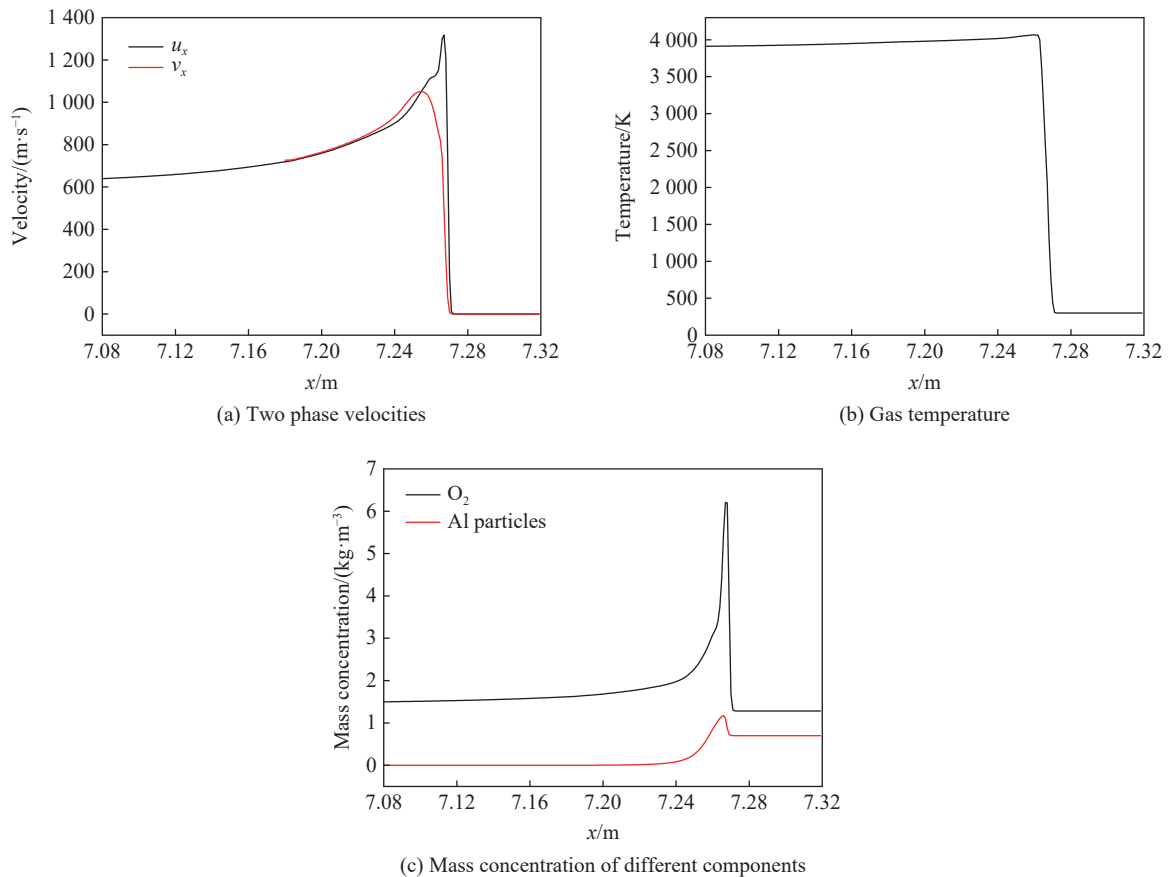 1 400
1 200
1 000
800
600
400
200
0
Velocity/(m·s⁻¹)
uₓ
vₓ
7.08 7.12 7.16 7.20 7.24 7.28 7.32
x/m
(a) Two phase velocities
4 000
3 500
3 000
2 500
2 000
1 500
1 000
500
0
Temperature/K
7.08 7.12 7.16 7.20 7.24 7.28 7.32
x/m
(b) Gas temperature
7
6
5
4
3
2
1
0
Mass concentration/(kg·m⁻³)
O₂
Al particles
7.08 7.12 7.16 7.20 7.24 7.28 7.32
x/m
(c) Mass concentration of different components